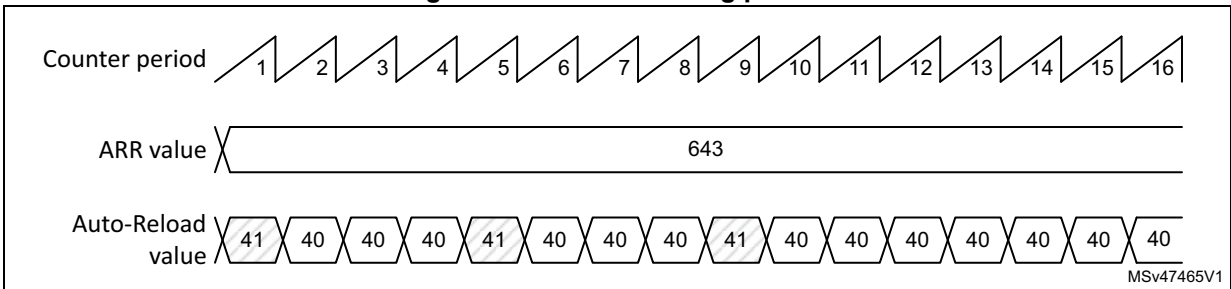 Counter period 1 2 3 4 5 6 7 8 9 10 11 12 13 14 15 16
ARR value 643
Auto-Reload
value 41 40 40 40 41 40 40 40 41 40 40 40 40 40 40 40
MSv47465V1